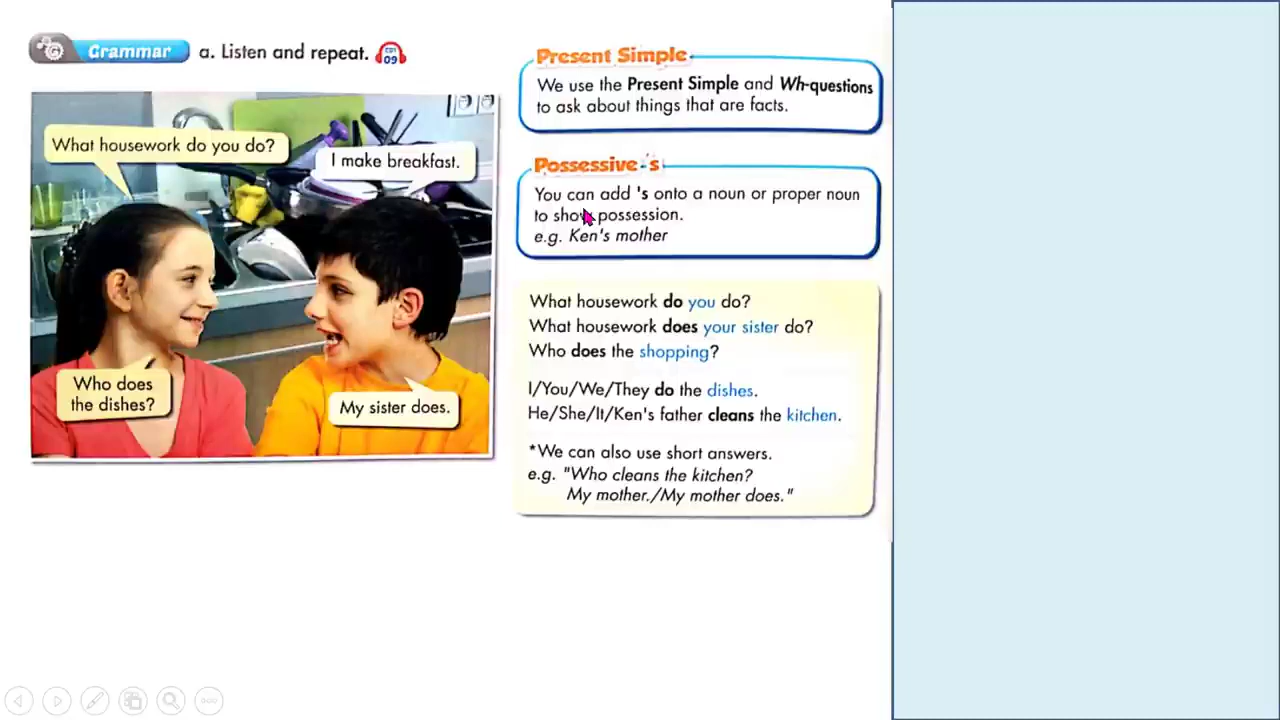 Grammar a. Listen and repeat. CD1 09
What housework do you do?
I make breakfast.
Who does
the dishes?
My sister does.
Present Simple
We use the Present Simple and Wh-questions
to ask about things that are facts.
Possessive 's
You can add 's onto a noun or proper noun
to show possession.
e.g. Ken's mother
What housework do you do?
What housework does your sister do?
Who does the shopping?
I/You/We/They do the dishes.
He/She/It/Ken's father cleans the kitchen.
*We can also use short answers.
e.g. "Who cleans the kitchen?
My mother./My mother does."